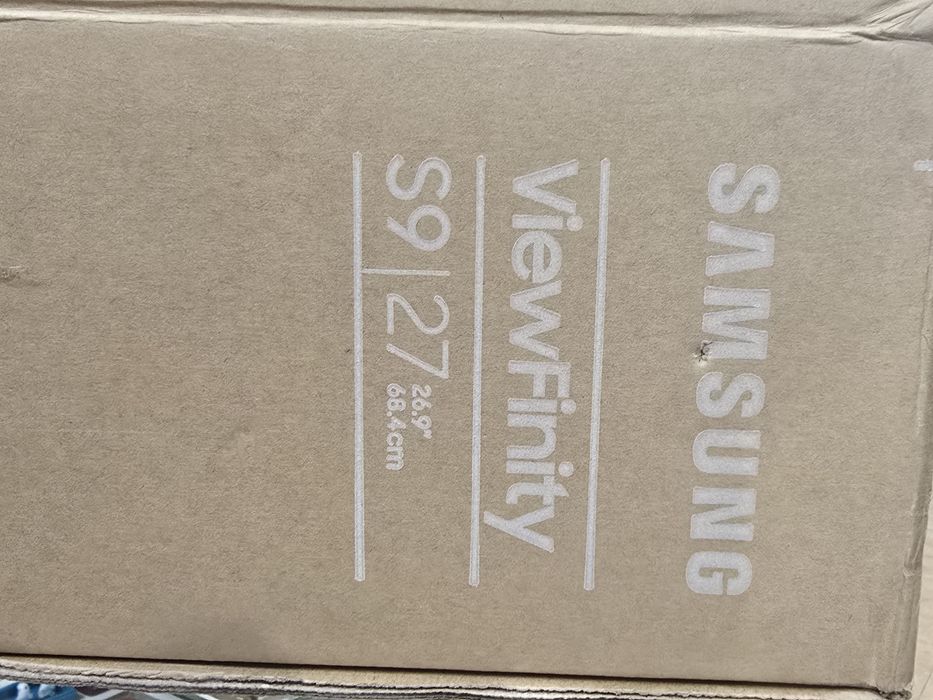 SAMSUNG
ViewFinity
S9 | 27 26.9"
68.4cm